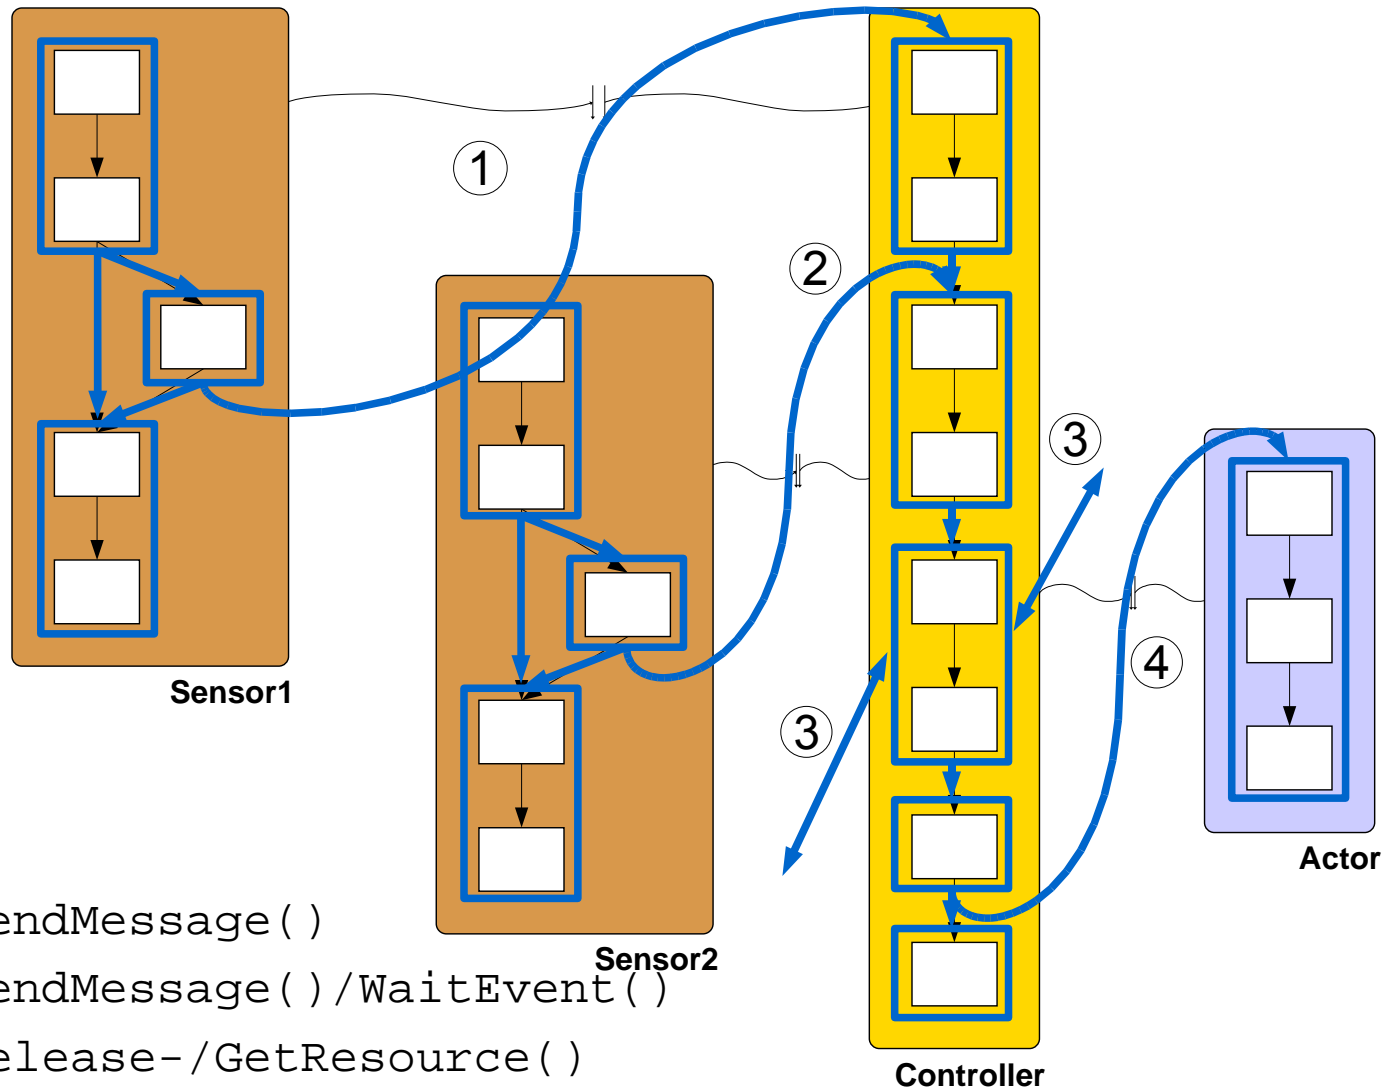 1
2
3
3
4
Sensor1
Actor
endMessage()
Sensor2
endMessage()/WaitEvent()
elease-/GetResource()
Controller